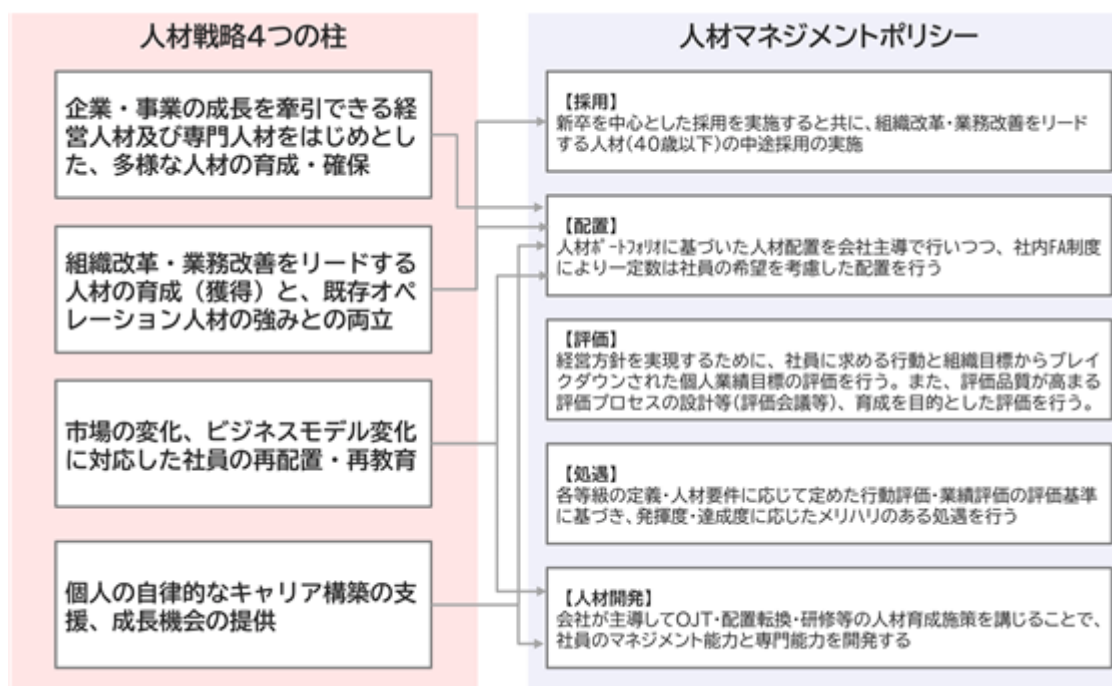 人材戦略4つの柱
企業・事業の成長を牽引できる経
営人材及び専門人材をはじめとし
た、多様な人材の育成・確保
組織改革・業務改善をリードする
人材の育成（獲得）と、既存オペ
レーション人材の強みとの両立
市場の変化、ビジネスモデル変化
に対応した社員の再配置・再教育
個人の自律的なキャリア構築の支
援、成長機会の提供
人材マネジメントポリシー
【採用】
新卒を中心とした採用を実施すると共に、組織改革・業務改善をリード
する人材(40歳以下)の中途採用の実施
【配置】
人材ﾎﾟｰﾄﾌｫﾘｵに基づいた人材配置を会社主導で行いつつ、社内FA制度
により一定数は社員の希望を考慮した配置を行う
【評価】
経営方針を実現するために、社員に求める行動と組織目標からブレイ
クダウンされた個人業績目標の評価を行う。また、評価品質が高まる
評価プロセスの設計等(評価会議等)、育成を目的とした評価を行う。
【処遇】
各等級の定義・人材要件に応じて定めた行動評価・業績評価の評価基準
に基づき、発揮度・達成度に応じたメリハリのある処遇を行う
【人材開発】
会社が主導してOJT・配置転換・研修等の人材育成施策を講じることで、
社員のマネジメント能力と専門能力を開発する